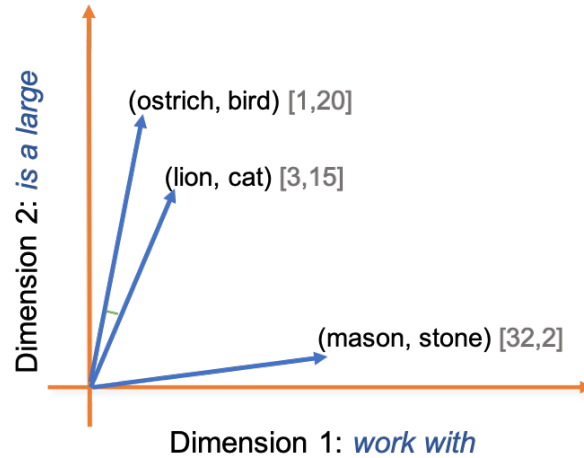 (ostrich, bird) [1,20]
(lion, cat) [3,15]
(mason, stone) [32,2]
Dimension 2: is a large
Dimension 1: work with